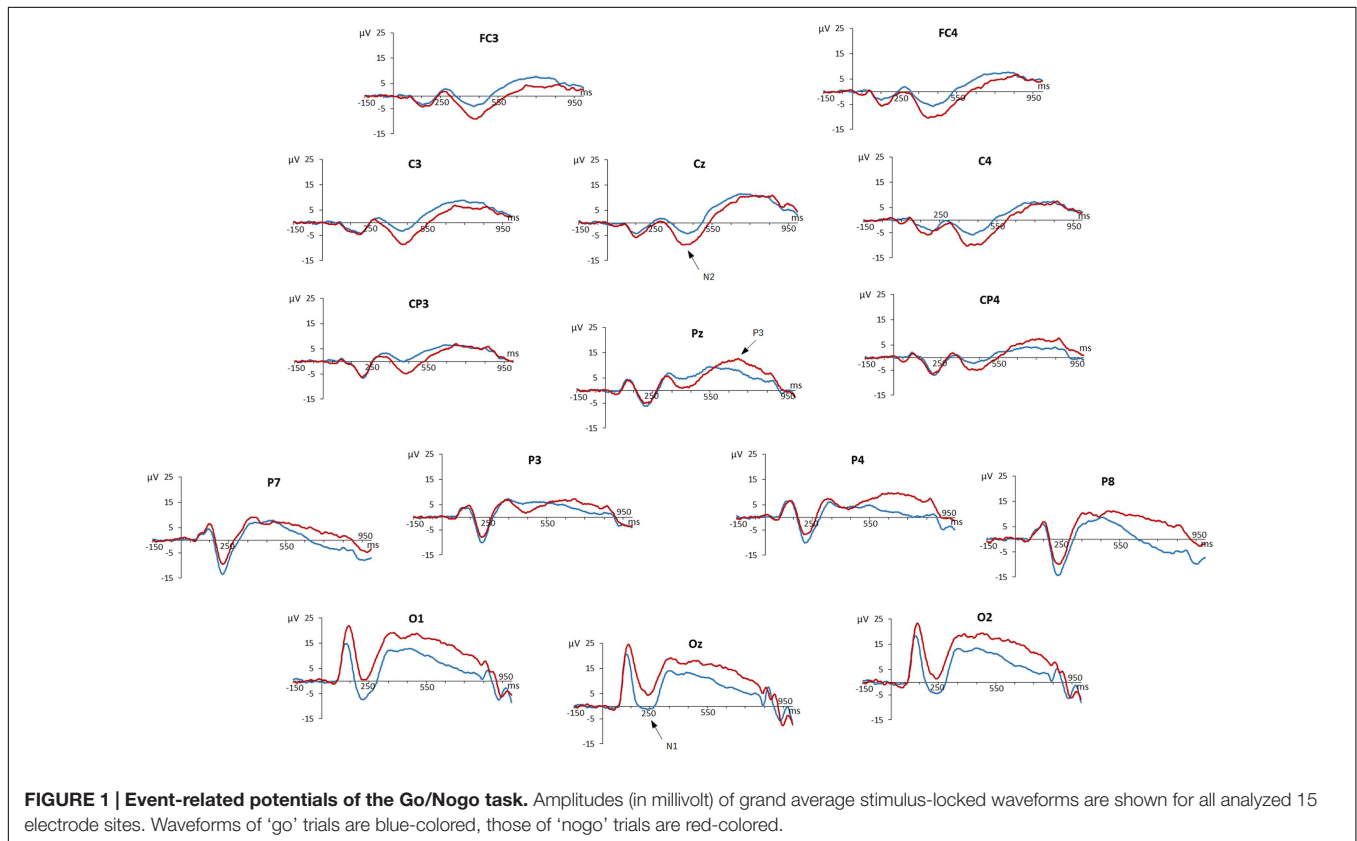 FC3
µV 25
15
5
-5
-15
-150 250 550 950
ms
FC4
µV 25
15
5
-5
-15
-150 250 550 950
ms
C3
µV 25
15
5
-5
-15
-150 250 550 950
ms
Cz
µV 25
15
5
-5
-15
-150 250 550 950
ms
N2
C4
µV 25
15
5
-5
-15
-150 250 550 950
ms
CP3
µV 25
15
5
-5
-15
-150 250 550 950
ms
Pz
µV 25
15
5
-5
-15
-150 250 550 950
ms
P3
CP4
µV 25
15
5
-5
-15
-150 250 550 950
ms
P7
µV 25
15
5
-5
-15
-150 250 550 950
ms
P3
µV 25
15
5
-5
-15
-150 250 550 950
ms
P4
µV 25
15
5
-5
-15
-150 250 550 950
ms
P8
µV 25
15
5
-5
-15
-150 250 550 950
ms
O1
µV 25
15
5
-5
-15
-150 250 550 950
ms
Oz
µV 25
15
5
-5
-15
-150 250 550 950
ms
N1
O2
µV 25
15
5
-5
-15
-150 250 550 950
ms
FIGURE 1 | Event-related potentials of the Go/Nogo task. Amplitudes (in millivolt) of grand average stimulus-locked waveforms are shown for all analyzed 15
electrode sites. Waveforms of ‘go’ trials are blue-colored, those of ‘nogo’ trials are red-colored.